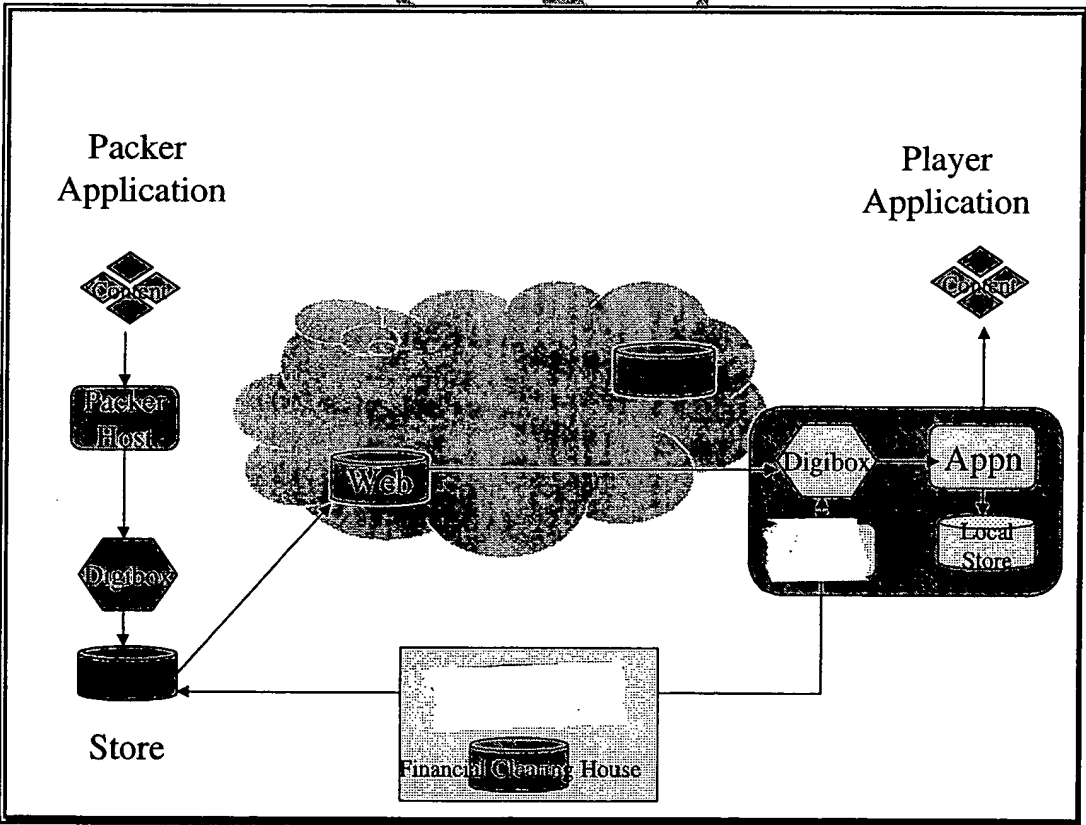 Packer
Application
Player
Application
Content
Content
Packer
Host
Web
Digibox
Appn
Local
Store
Digibox
Store
Financial Clearing House